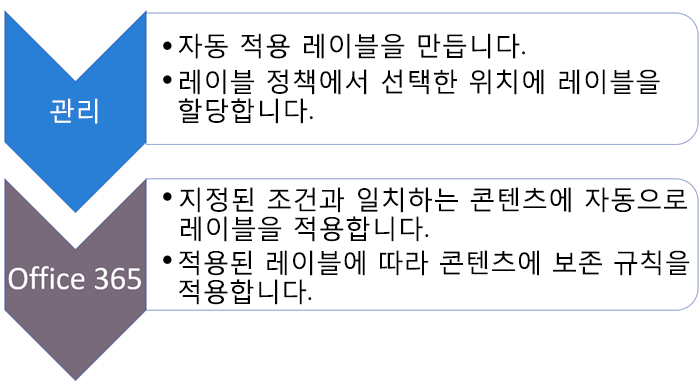 관리
• 자동 적용 레이블을 만듭니다.
• 레이블 정책에서 선택한 위치에 레이블을
할당합니다.
Office 365
• 지정된 조건과 일치하는 콘텐츠에 자동으로
레이블을 적용합니다.
• 적용된 레이블에 따라 콘텐츠에 보존 규칙을
적용합니다.